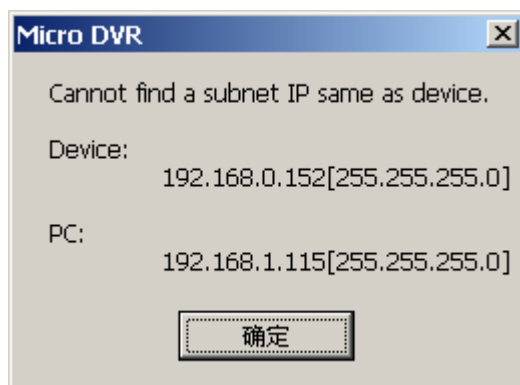 Micro DVR
Cannot find a subnet IP same as device.
Device:
192.168.0.152[255.255.255.0]
PC:
192.168.1.115[255.255.255.0]
确定